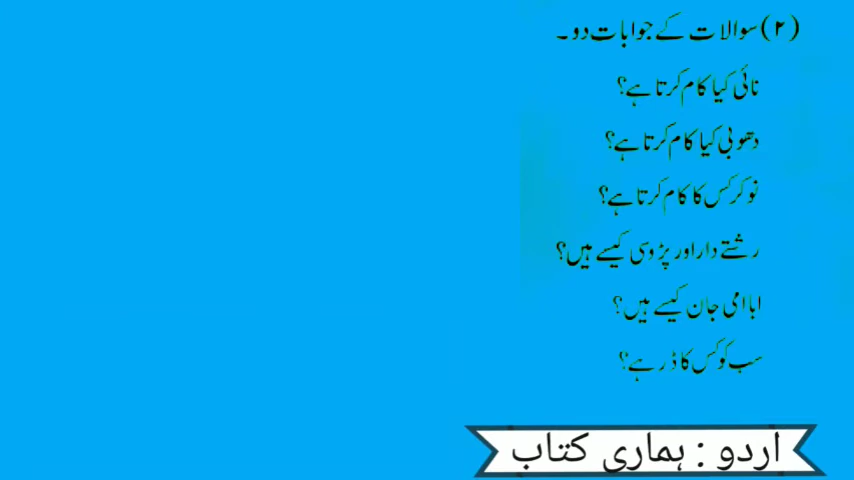 (۲) سوالات کے جوابات دو۔
نائی کیا کام کرتا ہے؟
دھوبی کیا کام کرتا ہے؟
نوکر کس کا کام کرتا ہے؟
رشتے دار اور پڑوسی کیسے ہیں؟
ابا امی جان کیسے ہیں؟
سب کو کس کا ڈر ہے؟
اردو : ہماری کتاب